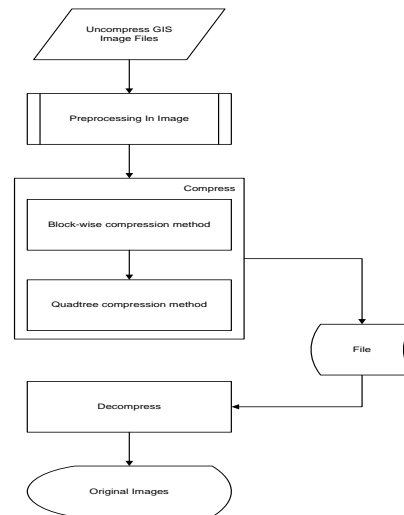 Uncompress GIS
Image Files
Preprocessing In Image
Compress
Block-wise compression method
Quadtree compression method
File
Decompress
Original Images